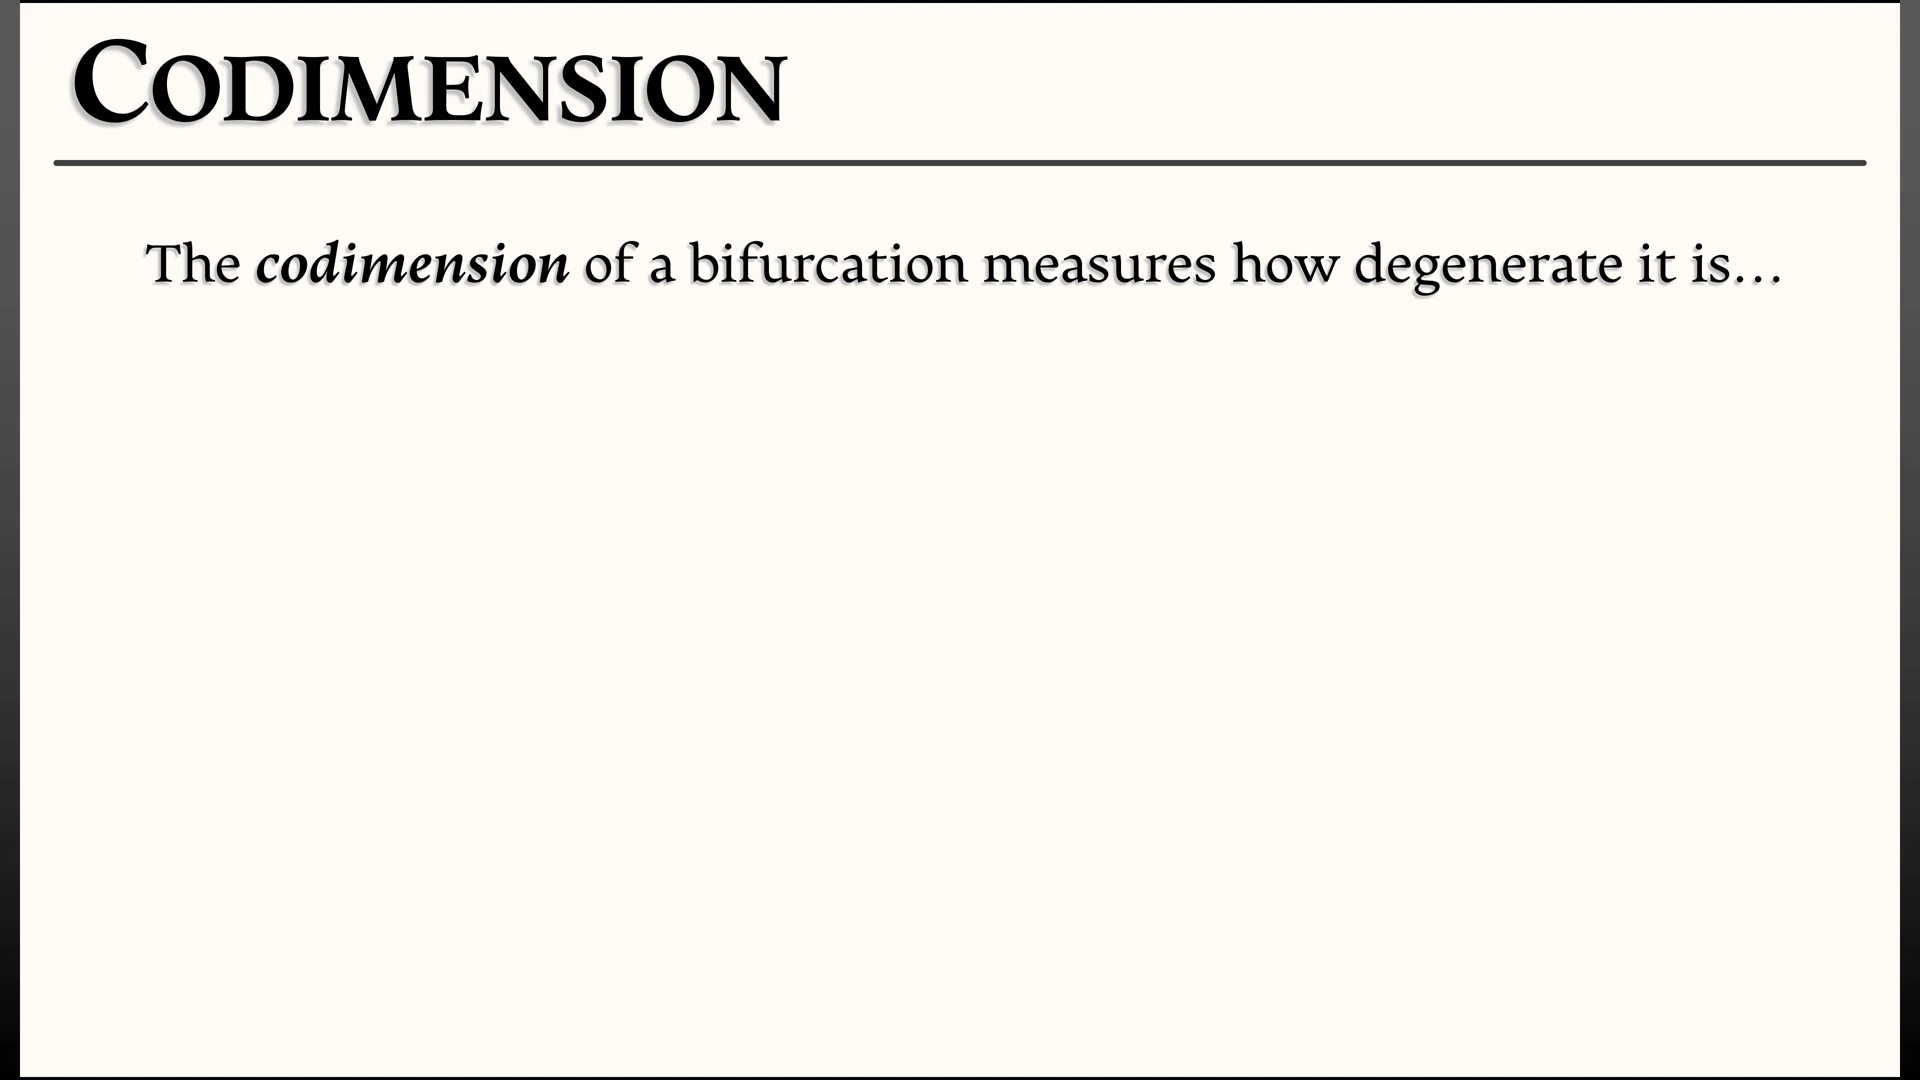 CODIMENSION
The codimension of a bifurcation measures how degenerate it is…